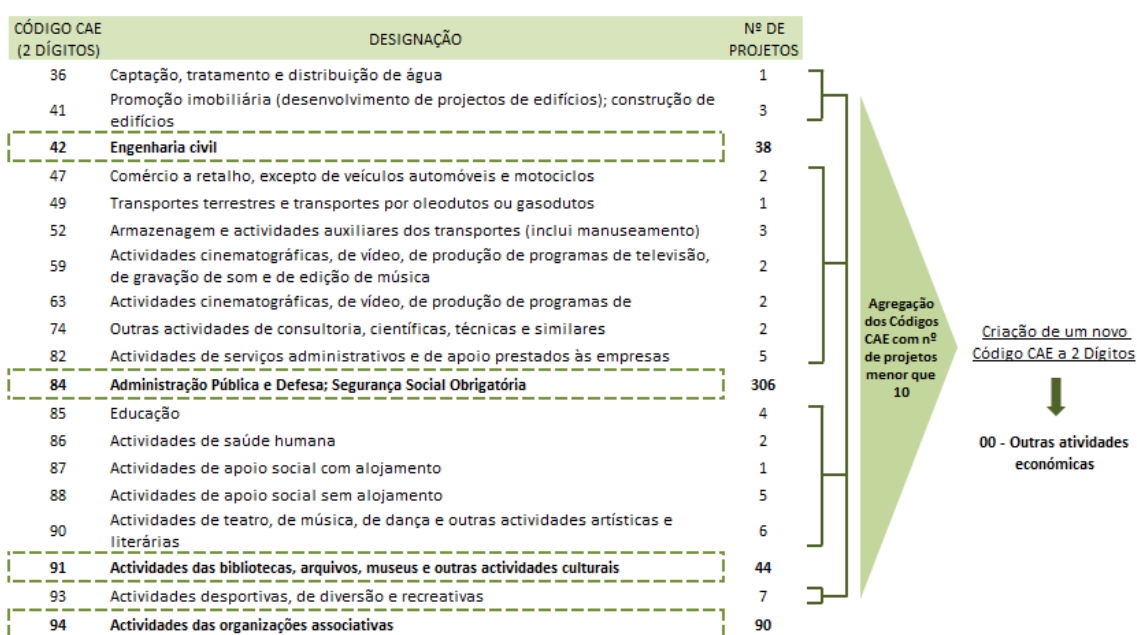 CÓDIGO CAE
(2 DÍGITOS)
DESIGNAÇÃO
Nº DE
PROJETOS
36 Captação, tratamento e distribuição de água 1
41 Promoção imobiliária (desenvolvimento de projectos de edifícios); construção de
edifícios 3
42 Engenharia civil 38
47 Comércio a retalho, excepto de veículos automóveis e motociclos 2
49 Transportes terrestres e transportes por oleodutos ou gasodutos 1
52 Armazenagem e actividades auxiliares dos transportes (inclui manuseamento) 3
59 Actividades cinematográficas, de vídeo, de produção de programas de televisão,
de gravação de som e de edição de música 2
63 Actividades cinematográficas, de vídeo, de produção de programas de 2
74 Outras actividades de consultoria, científicas, técnicas e similares 2
82 Actividades de serviços administrativos e de apoio prestados às empresas 5
84 Administração Pública e Defesa; Segurança Social Obrigatória 306
85 Educação 4
86 Actividades de saúde humana 2
87 Actividades de apoio social com alojamento 1
88 Actividades de apoio social sem alojamento 5
90 Actividades de teatro, de música, de dança e outras actividades artísticas e
literárias 6
91 Actividades das bibliotecas, arquivos, museus e outras actividades culturais 44
93 Actividades desportivas, de diversão e recreativas 7
94 Actividades das organizações associativas 90
Agregação
dos Códigos
CAE com nº
de projetos
menor que
10
Criação de um novo
Código CAE a 2 Dígitos
00 - Outras atividades
económicas